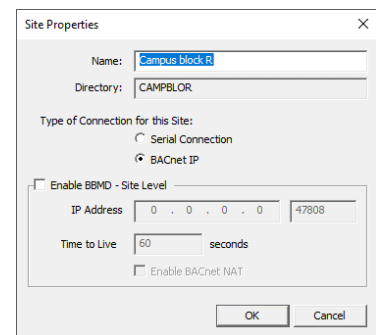 Site Properties
Name: Campus block R
Directory: CAMPBLOR
Type of Connection for this Site:
Serial Connection
BACnet IP
Enable BBMD - Site Level
IP Address 0 . 0 . 0 . 0 47808
Time to Live 60 seconds
Enable BACnet NAT
OK Cancel